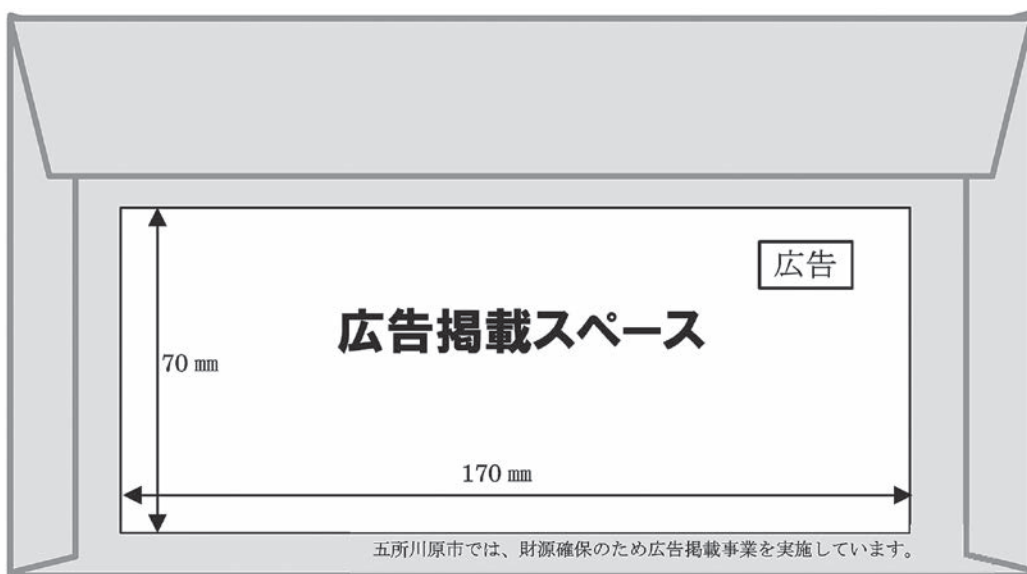 広告
広告掲載スペース
70 ㎜
170 ㎜
五所川原市では、財源確保のため広告掲載事業を実施しています。